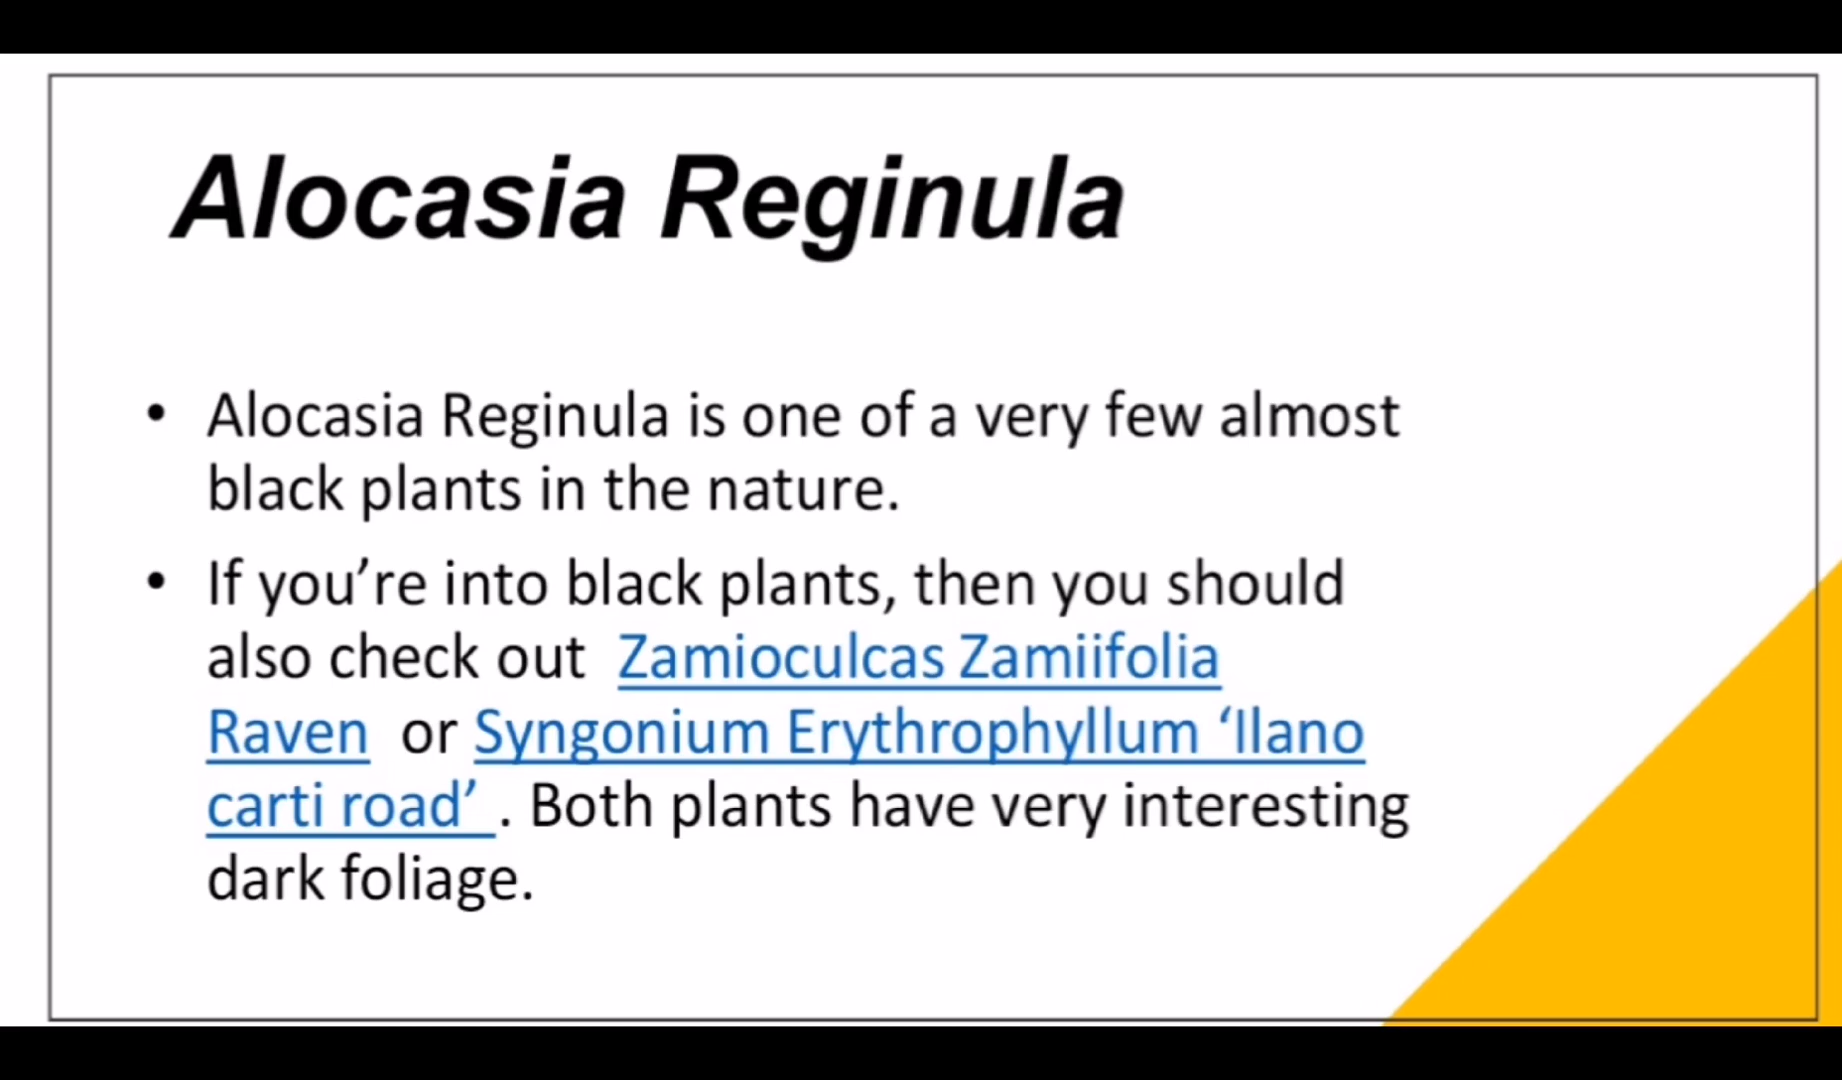 Alocasia Reginula
• Alocasia Reginula is one of a very few almost
black plants in the nature.
• If you’re into black plants, then you should
also check out Zamioculcas Zamiifolia
Raven or Syngonium Erythrophyllum ‘Ilano
carti road’ . Both plants have very interesting
dark foliage.